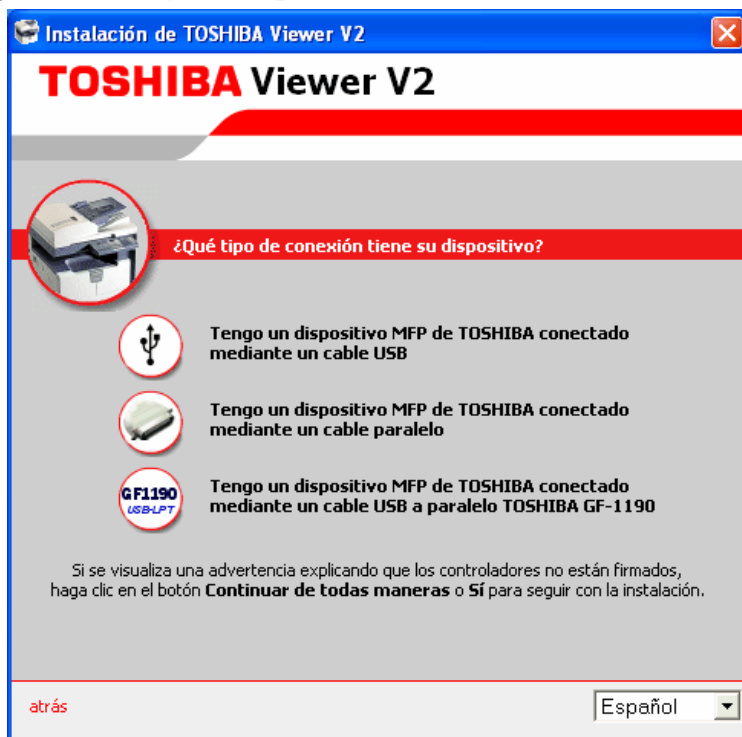 Instalación de TOSHIBA Viewer V2
TOSHIBA Viewer V2
¿Qué tipo de conexión tiene su dispositivo?
Tengo un dispositivo MFP de TOSHIBA conectado
mediante un cable USB
Tengo un dispositivo MFP de TOSHIBA conectado
mediante un cable paralelo
GF1190
USB-LPT
Tengo un dispositivo MFP de TOSHIBA conectado
mediante un cable USB a paralelo TOSHIBA GF-1190
Si se visualiza una advertencia explicando que los controladores no están firmados,
haga clic en el botón Continuar de todas maneras o Sí para seguir con la instalación.
atrás
Español